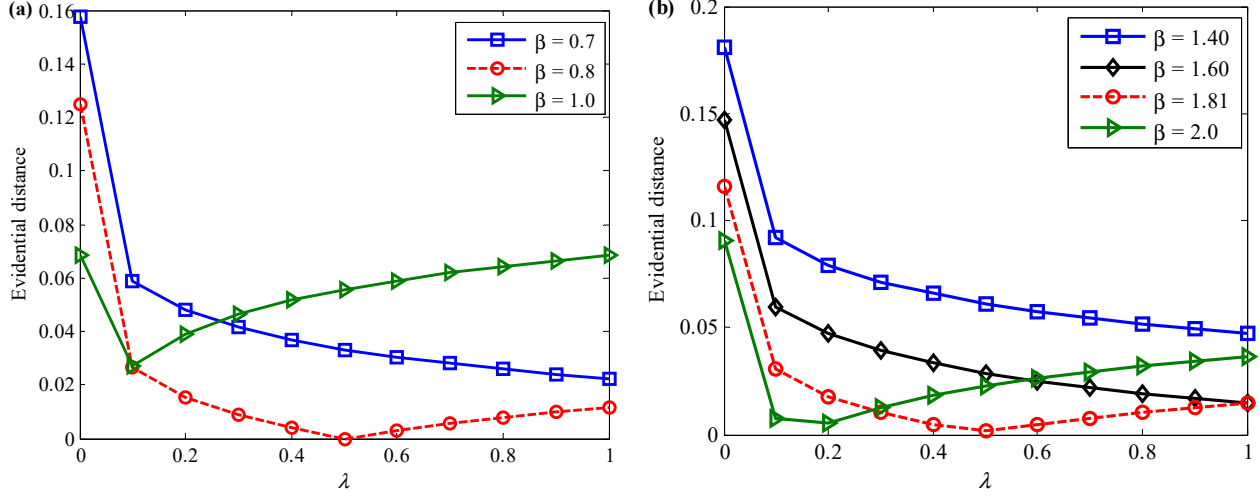 (a)
0.16
0.14
0.12
0.1
0.08
0.06
0.04
0.02
0
Evidential distance
β = 0.7
β = 0.8
β = 1.0
0 0.2 0.4 0.6 0.8 1
λ
(b)
0.2
0.15
0.1
0.05
0
Evidential distance
β = 1.40
β = 1.60
β = 1.81
β = 2.0
0 0.2 0.4 0.6 0.8 1
λ